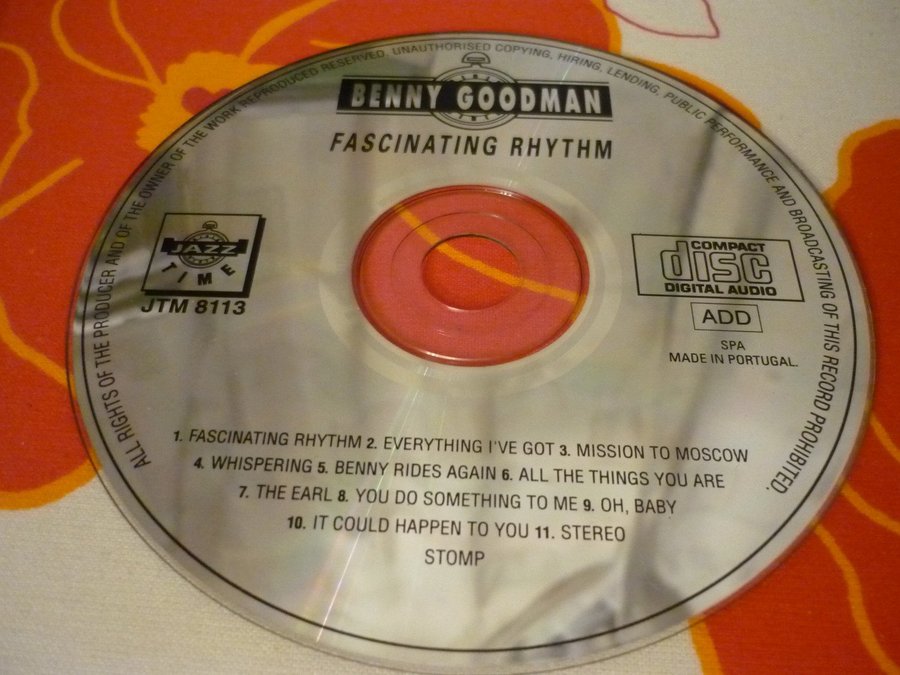 ALL RIGHTS OF THE PRODUCER AND OF THE OWNER OF THE WORK REPRODUCED RESERVED. UNAUTHORISED COPYING, HIRING, LENDING, PUBLIC PERFORMANCE AND BROADCASTING OF THIS RECORD PROHIBITED.
BENNY GOODMAN
FASCINATING RHYTHM
JAZZ
TIME
JTM 8113
COMPACT
disc
DIGITAL AUDIO
ADD
SPA
MADE IN PORTUGAL.
1. FASCINATING RHYTHM 2. EVERYTHING I'VE GOT 3. MISSION TO MOSCOW
4. WHISPERING 5. BENNY RIDES AGAIN 6. ALL THE THINGS YOU ARE
7. THE EARL 8. YOU DO SOMETHING TO ME 9. OH, BABY
10. IT COULD HAPPEN TO YOU 11. STEREO
STOMP